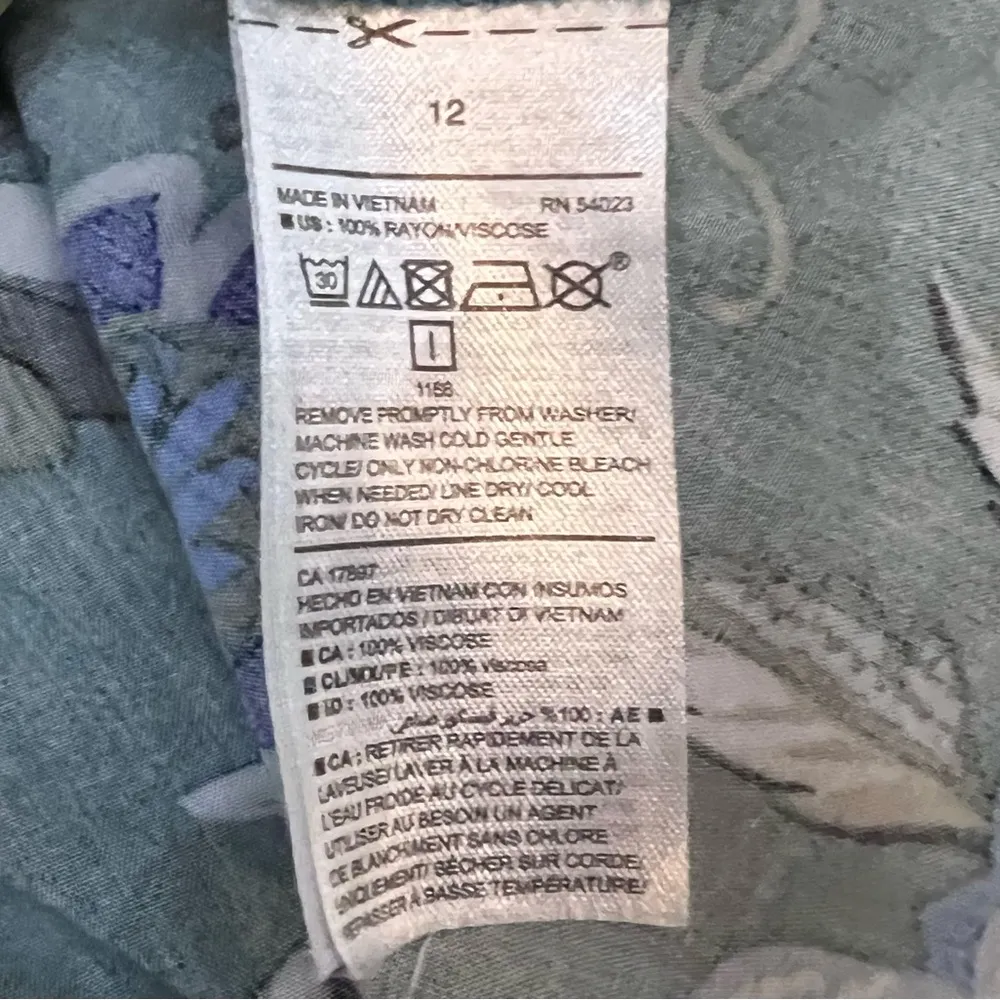 12
MADE IN VIETNAM RN 54023
■ US : 100% RAYON/VISCOSE
30
®
1156
REMOVE PROMPTLY FROM WASHER/
MACHINE WASH COLD GENTLE
CYCLE/ ONLY NON-CHLORINE BLEACH
WHEN NEEDED/ LINE DRY/ COOL
IRON/ DO NOT DRY CLEAN
CA 17897
HECHO EN VIETNAM CON INSUMOS
IMPORTADOS / DIBUAT DI VIETNAM
■ CA : 100% VISCOSE
: 100% viscosa
■ ID : 100% VISCOSE
■ AE : 100% حرير فسكوز صناعي
■ CA : RETIRER RAPIDEMENT DE LA
LAVEUSE/ LAVER À LA MACHINE À
L'EAU FROIDE AU CYCLE DÉLICAT/
UTILISER AU BESOIN UN AGENT
DE BLANCHIMENT SANS CHLORE
UNIQUEMENT/ SÉCHER SUR CORDE/
REPASSER À BASSE TEMPÉRATURE/